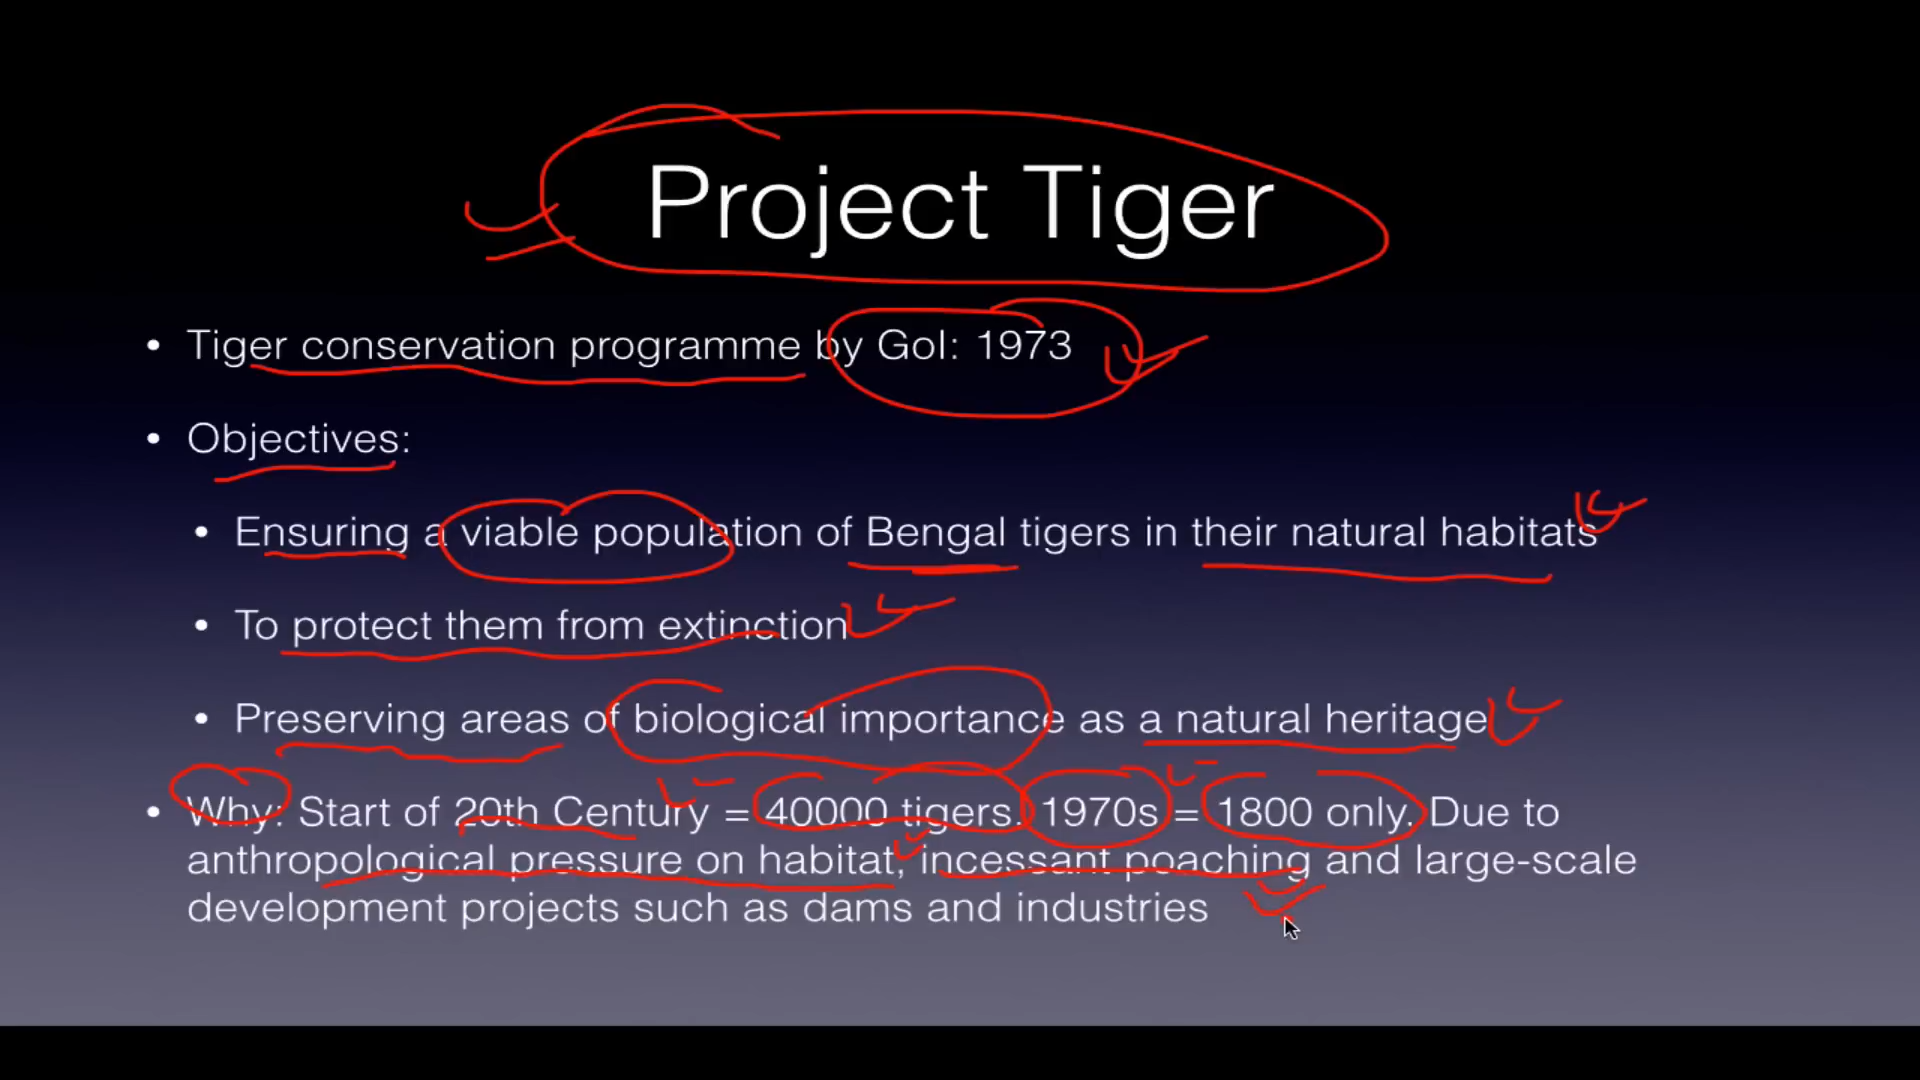 Project Tiger
• Tiger conservation programme by GoI: 1973
• Objectives:
• Ensuring a viable population of Bengal tigers in their natural habitats
• To protect them from extinction
• Preserving areas of biological importance as a natural heritage
• Why: Start of 20th Century = 40000 tigers. 1970s = 1800 only. Due to
anthropological pressure on habitat, incessant poaching and large-scale
development projects such as dams and industries